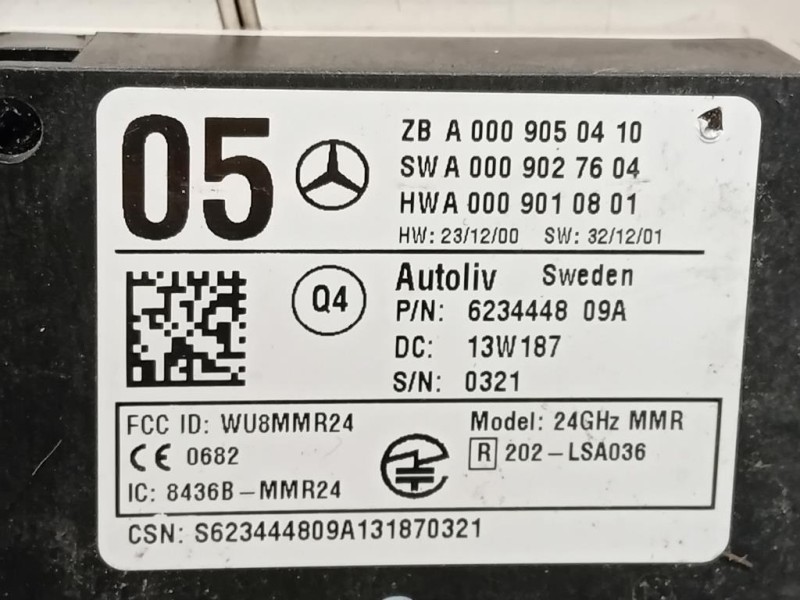 05
ZB A 000 905 04 10
SW A 000 902 76 04
HW A 000 901 08 01
HW: 23/12/00 SW: 32/12/01
Q4
Autoliv Sweden
P/N: 6234448 09A
DC: 13W187
S/N: 0321
FCC ID: WU8MMR24
CE 0682
IC: 8436B-MMR24
Model: 24GHz MMR
R 202-LSA036
CSN: S623444809A131870321